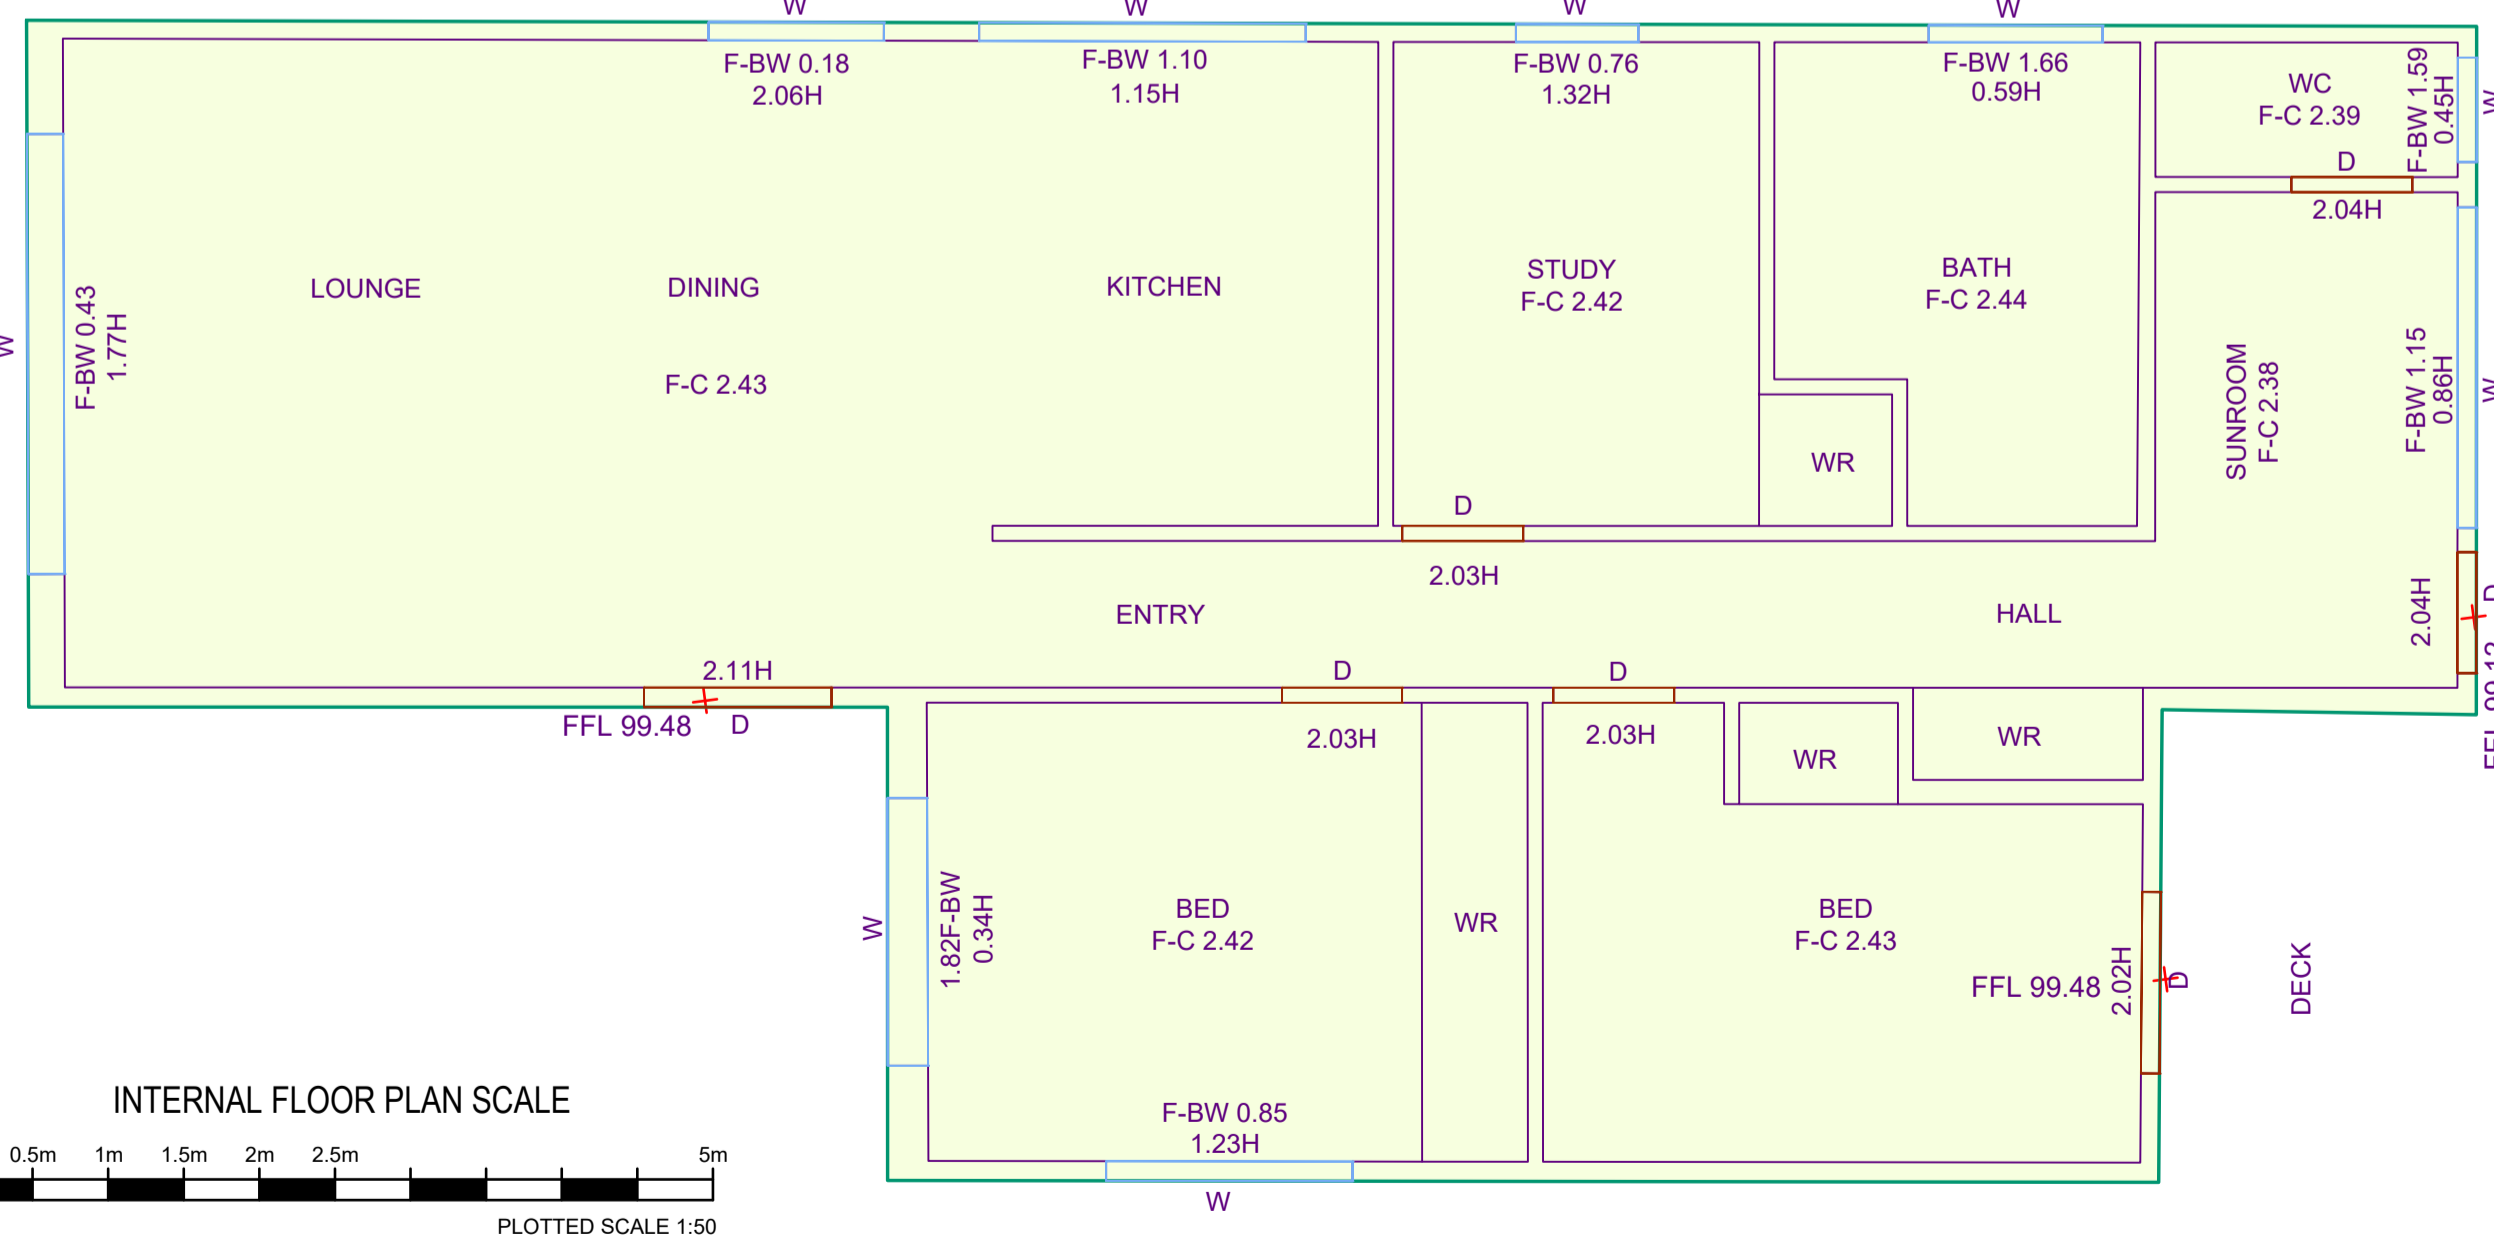 W
W
W
W
F-BW 0.18
2.06H
F-BW 1.10
1.15H
F-BW 0.76
1.32H
F-BW 1.66
0.59H
WC
F-C 2.39
F-BW 1.59
0.45H
W
D
2.04H
LOUNGE
DINING
KITCHEN
STUDY
F-C 2.42
BATH
F-C 2.44
W
F-BW 0.43
1.77H
F-C 2.43
SUNROOM
F-C 2.38
F-BW 1.15
0.86H
W
WR
D
2.03H
ENTRY
HALL
2.04H
D
2.11H
FFL 99.48
D
D
2.03H
D
2.03H
WR
WR
FFL 99.12
W
1.82F-BW
0.34H
BED
F-C 2.42
WR
BED
F-C 2.43
FFL 99.48
2.02H
D
DECK
F-BW 0.85
1.23H
W
INTERNAL FLOOR PLAN SCALE
0.5m 1m 1.5m 2m 2.5m 5m
PLOTTED SCALE 1:50